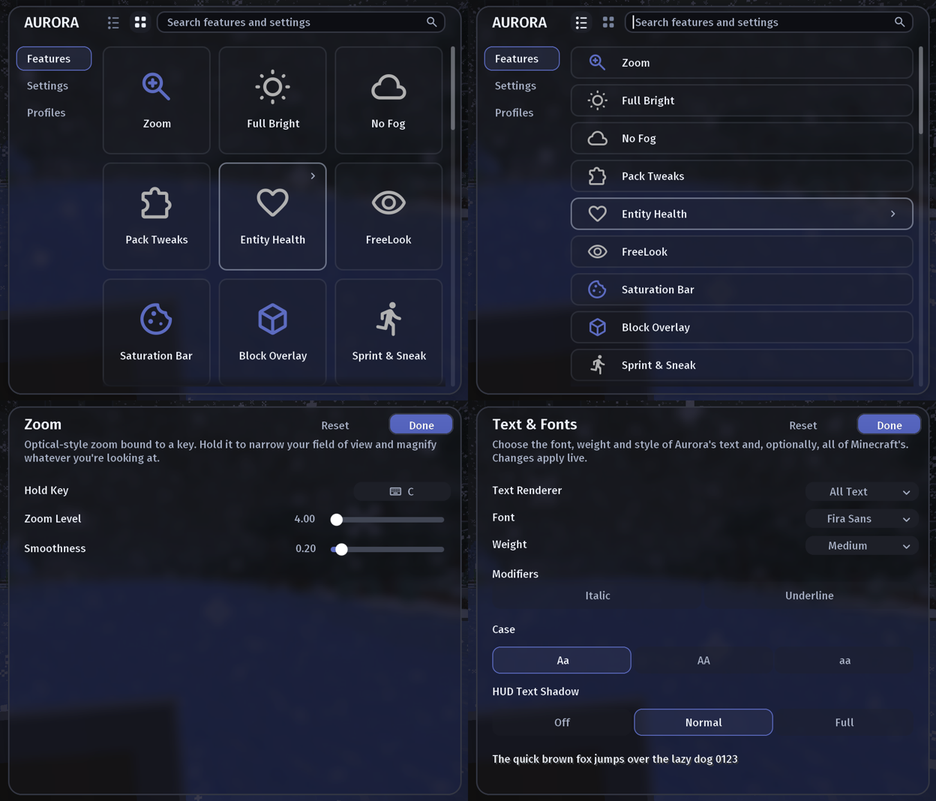 AURORA
Search features and settings
Features
Settings
Profiles
Zoom
Full Bright
No Fog
Pack Tweaks
Entity Health
FreeLook
Saturation Bar
Block Overlay
Sprint & Sneak
AURORA
Search features and settings
Features
Settings
Profiles
Zoom
Full Bright
No Fog
Pack Tweaks
Entity Health
FreeLook
Saturation Bar
Block Overlay
Sprint & Sneak
Zoom
Reset
Done
Optical-style zoom bound to a key. Hold it to narrow your field of view and magnify
whatever you're looking at.
Hold Key
C
Zoom Level
4.00
Smoothness
0.20
Text & Fonts
Reset
Done
Choose the font, weight and style of Aurora's text and, optionally, all of Minecraft's.
Changes apply live.
Text Renderer
All Text
Font
Fira Sans
Weight
Medium
Modifiers
Italic
Underline
Case
Aa
AA
aa
HUD Text Shadow
Off
Normal
Full
The quick brown fox jumps over the lazy dog 0123